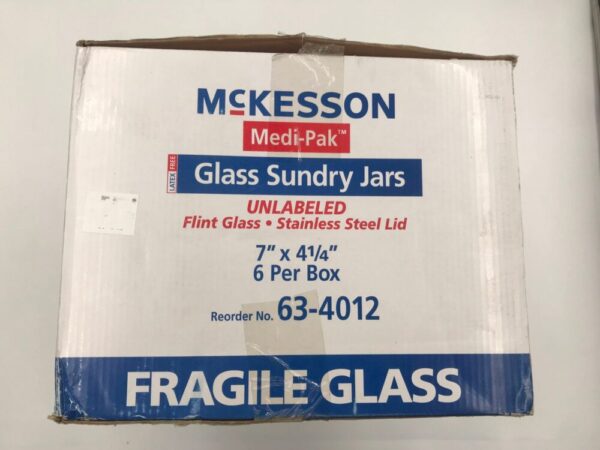 McKESSON
Medi-Pak™
LATEX FREE
Glass Sundry Jars
UNLABELED
Flint Glass • Stainless Steel Lid
7" x 4¼"
6 Per Box
Reorder No. 63-4012
FRAGILE GLASS